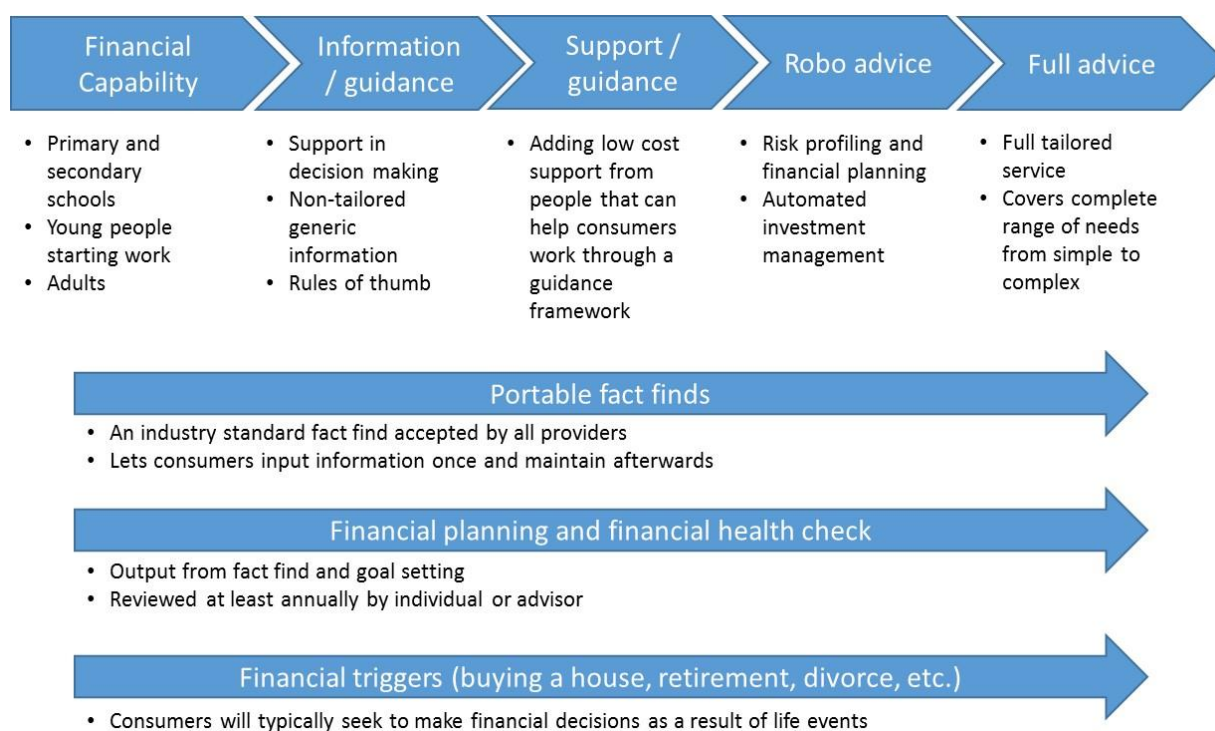 Financial
Capability
Information
/ guidance
Support /
guidance
Robo advice
Full advice
• Primary and
secondary
schools
• Young people
starting work
• Adults
• Support in
decision making
• Non-tailored
generic
information
• Rules of thumb
• Adding low cost
support from
people that can
help consumers
work through a
guidance
framework
• Risk profiling and
financial planning
• Automated
investment
management
• Full tailored
service
• Covers complete
range of needs
from simple to
complex
Portable fact finds
• An industry standard fact find accepted by all providers
• Lets consumers input information once and maintain afterwards
Financial planning and financial health check
• Output from fact find and goal setting
• Reviewed at least annually by individual or advisor
Financial triggers (buying a house, retirement, divorce, etc.)
• Consumers will typically seek to make financial decisions as a result of life events